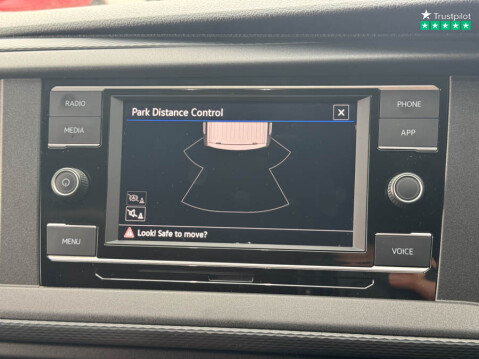 Trustpilot
RADIO
PHONE
Park Distance Control
X
MEDIA
APP
Look! Safe to move?
MENU
VOICE